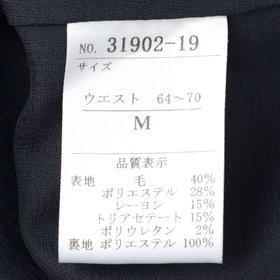 NO. 31902-19
サイズ
ウエスト 64～70
M
品質表示
表地 毛 40%
ポリエステル 28%
レーヨン 15%
トリアセテート 15%
ポリウレタン 2%
裏地 ポリエステル 100%